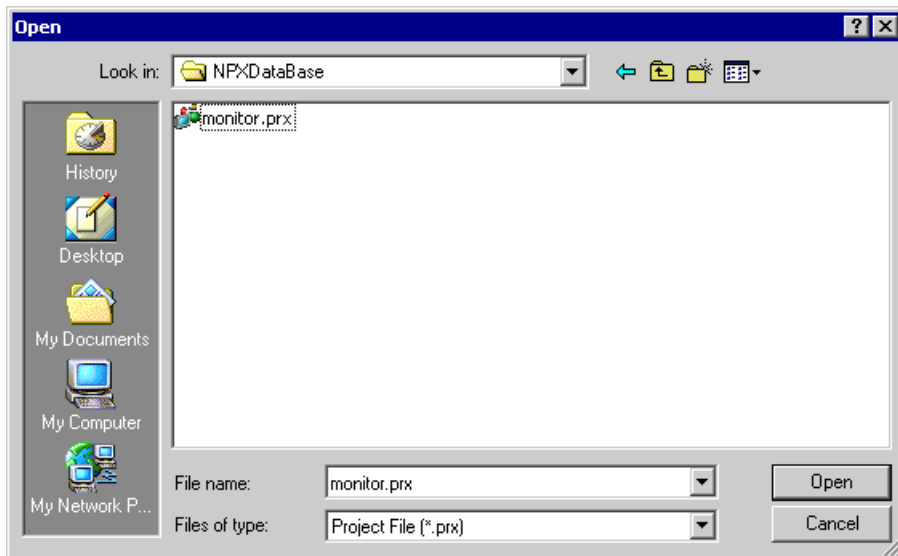 Open
Look in: NPXDataBase
monitor.prx
History
Desktop
My Documents
My Computer
My Network P...
File name: monitor.prx Open
Files of type: Project File (*.prx) Cancel